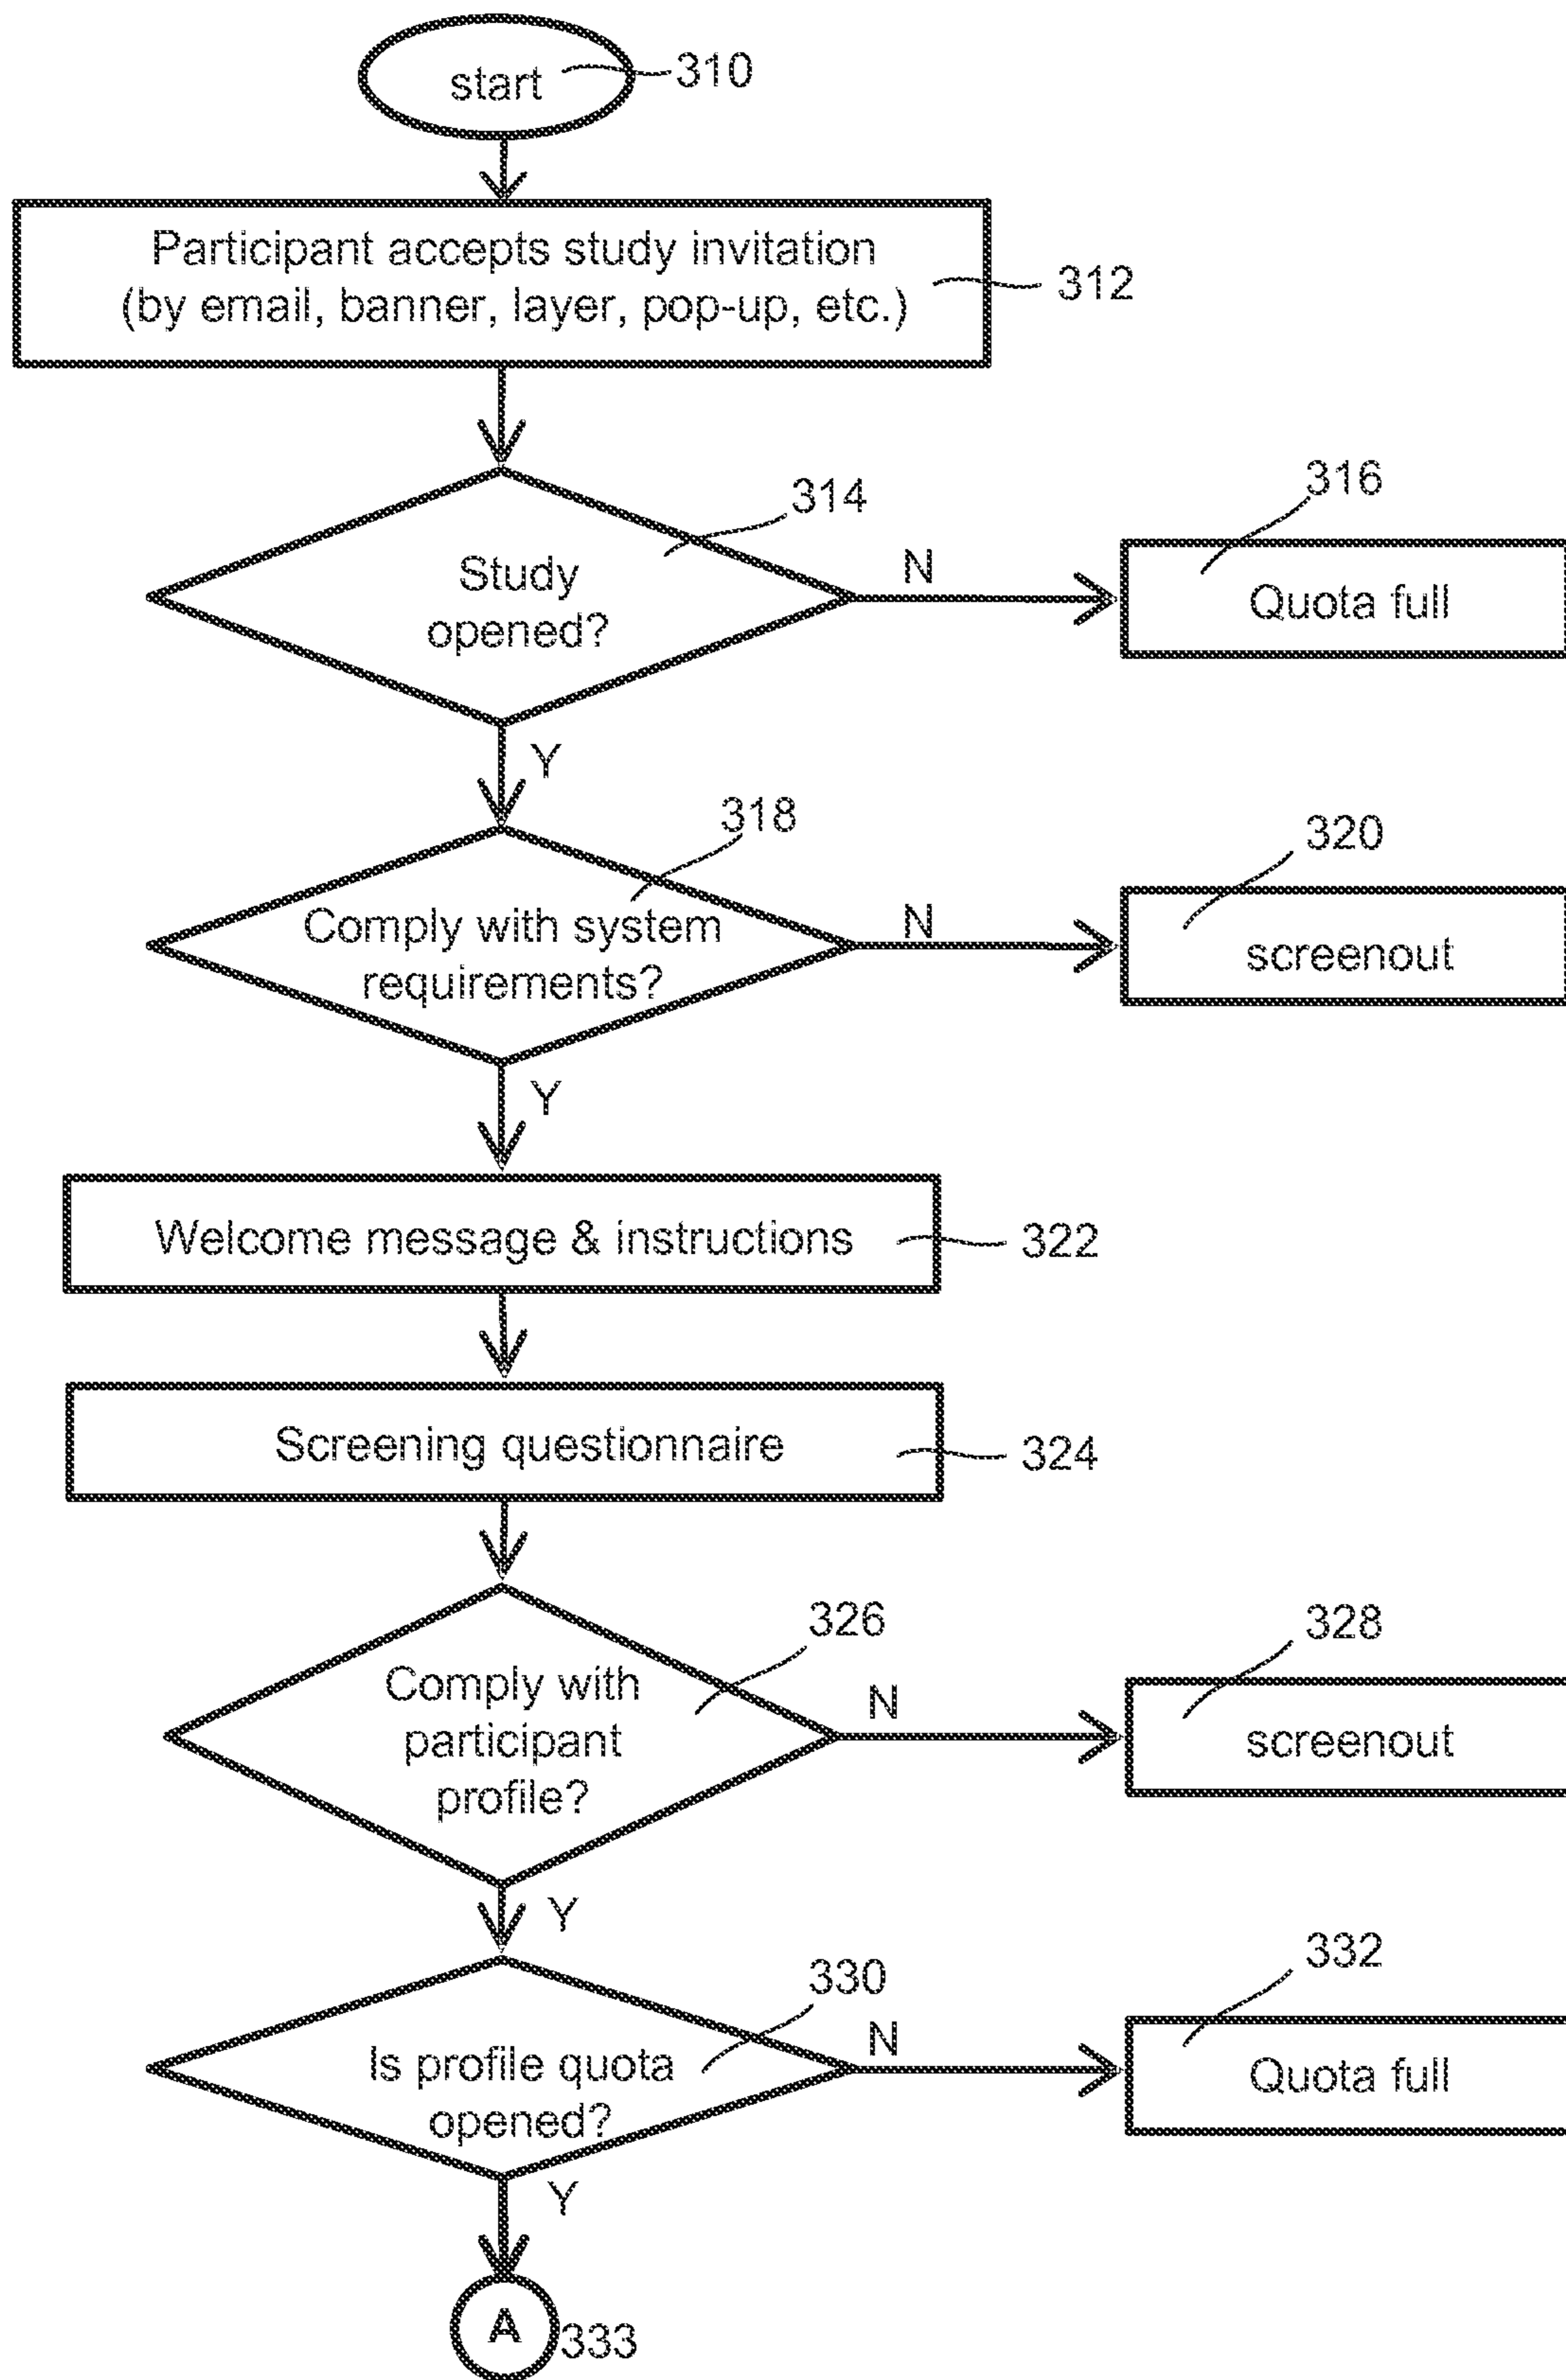 start
310
Participant accepts study invitation
(by email, banner, layer, pop-up, etc.)
312
314
Study
opened?
N
316
Quota full
Y
318
Comply with system
requirements?
N
320
screenout
Y
Welcome message & instructions
322
Screening questionnaire
324
326
Comply with
participant
profile?
N
328
screenout
Y
330
Is profile quota
opened?
N
332
Quota full
Y
A
333